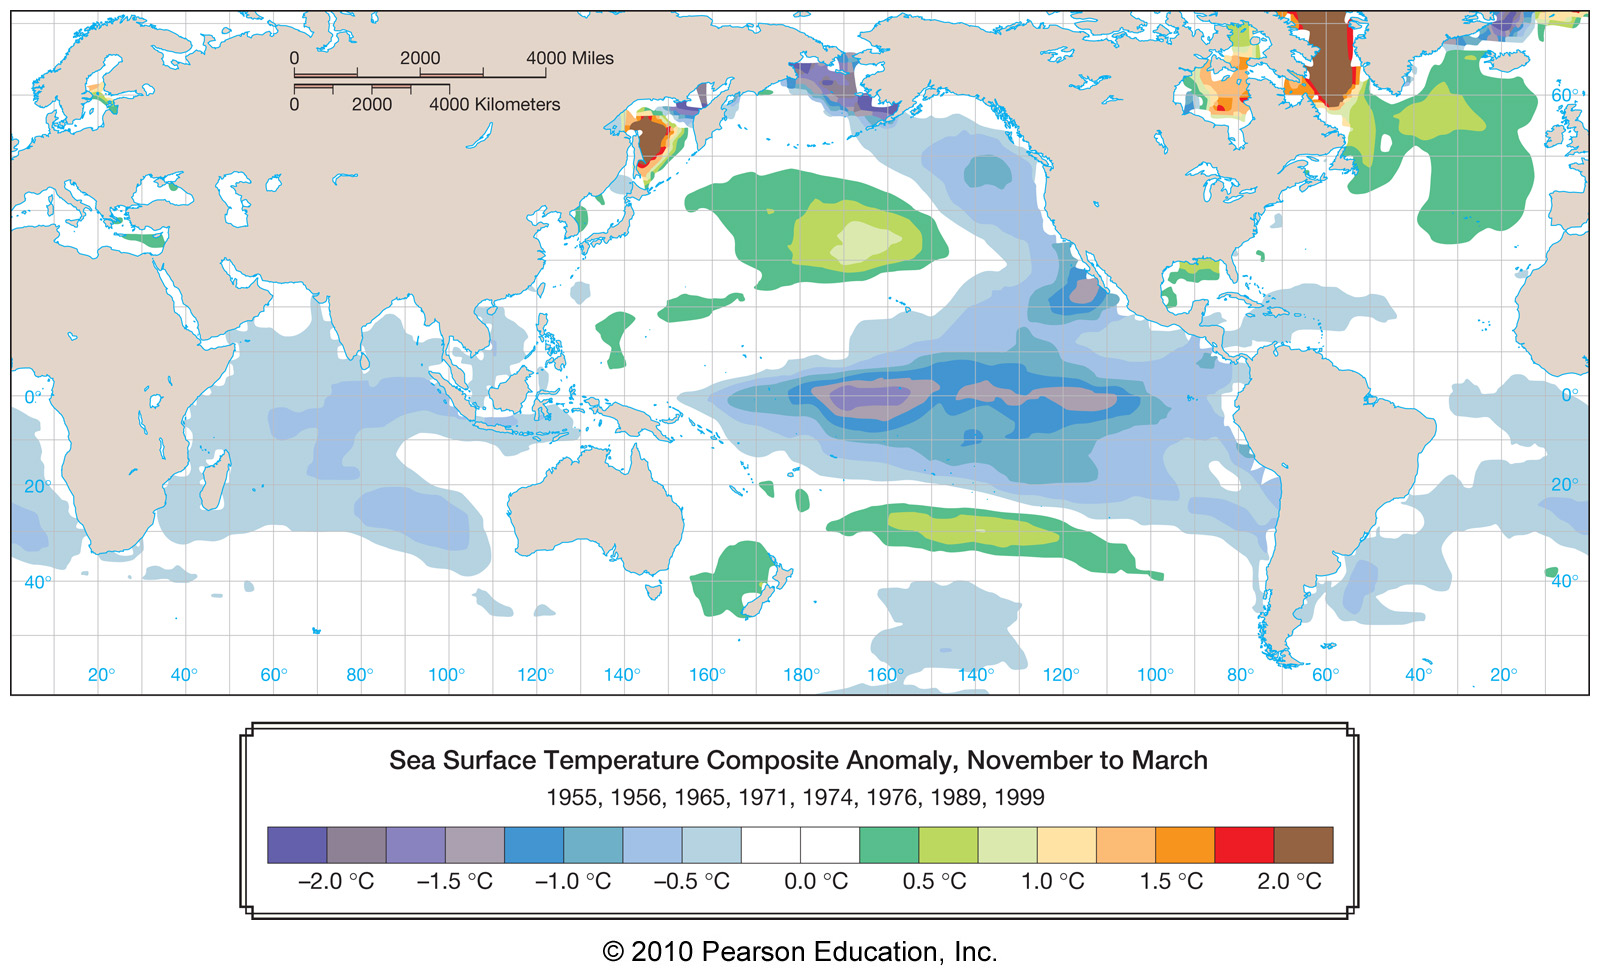 0 2000 4000 Miles
0 2000 4000 Kilometers
60°
0° 0°
20° 20°
40° 40°
20° 40° 60° 80° 100° 120° 140° 160° 180° 160° 140° 120° 100° 80° 60° 40° 20°
Sea Surface Temperature Composite Anomaly, November to March
1955, 1956, 1965, 1971, 1974, 1976, 1989, 1999
–2.0 °C –1.5 °C –1.0 °C –0.5 °C 0.0 °C 0.5 °C 1.0 °C 1.5 °C 2.0 °C
© 2010 Pearson Education, Inc.